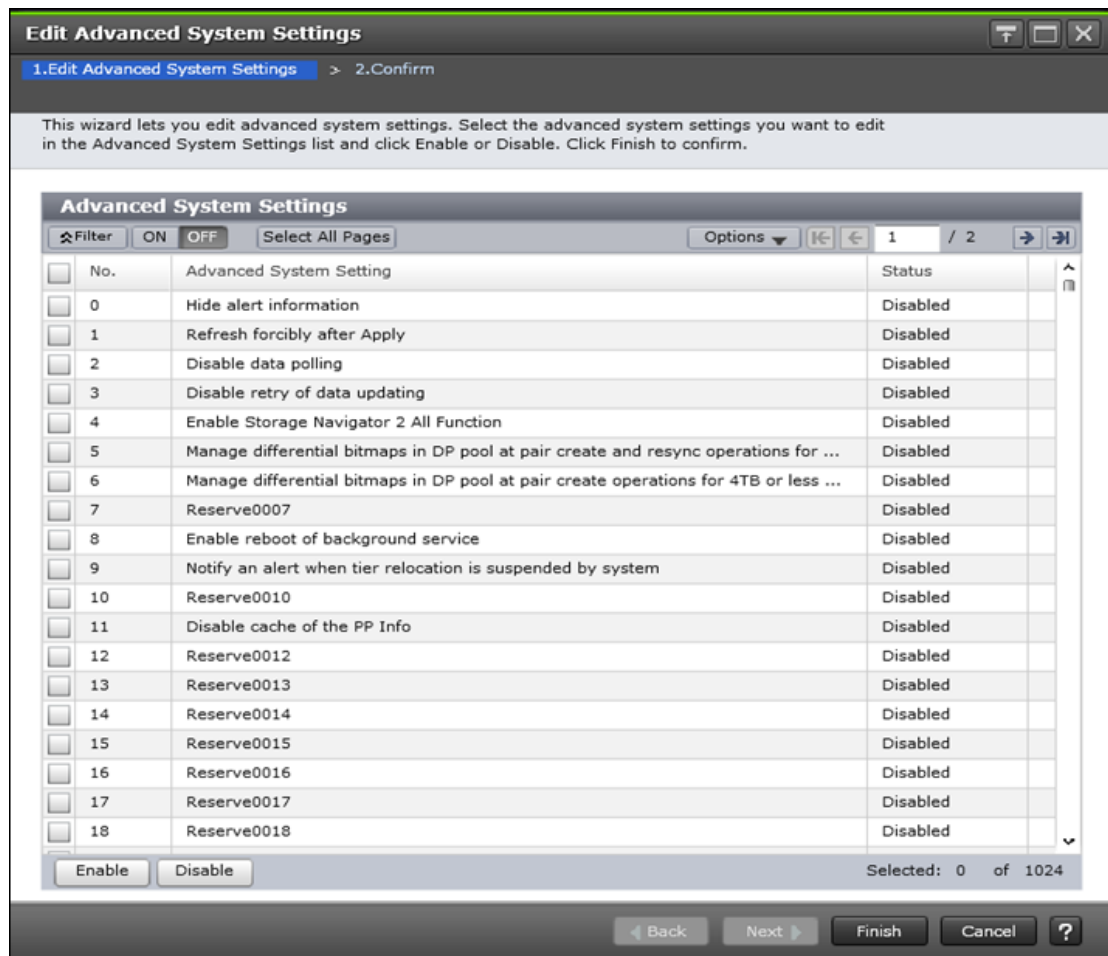 Edit Advanced System Settings
1.Edit Advanced System Settings > 2.Confirm
This wizard lets you edit advanced system settings. Select the advanced system settings you want to edit
in the Advanced System Settings list and click Enable or Disable. Click Finish to confirm.
Advanced System Settings
Filter ON OFF Select All Pages Options 1 / 2
No. Advanced System Setting Status
0 Hide alert information Disabled
1 Refresh forcibly after Apply Disabled
2 Disable data polling Disabled
3 Disable retry of data updating Disabled
4 Enable Storage Navigator 2 All Function Disabled
5 Manage differential bitmaps in DP pool at pair create and resync operations for ... Disabled
6 Manage differential bitmaps in DP pool at pair create operations for 4TB or less ... Disabled
7 Reserve0007 Disabled
8 Enable reboot of background service Disabled
9 Notify an alert when tier relocation is suspended by system Disabled
10 Reserve0010 Disabled
11 Disable cache of the PP Info Disabled
12 Reserve0012 Disabled
13 Reserve0013 Disabled
14 Reserve0014 Disabled
15 Reserve0015 Disabled
16 Reserve0016 Disabled
17 Reserve0017 Disabled
18 Reserve0018 Disabled
Enable Disable Selected: 0 of 1024
Back Next Finish Cancel ?